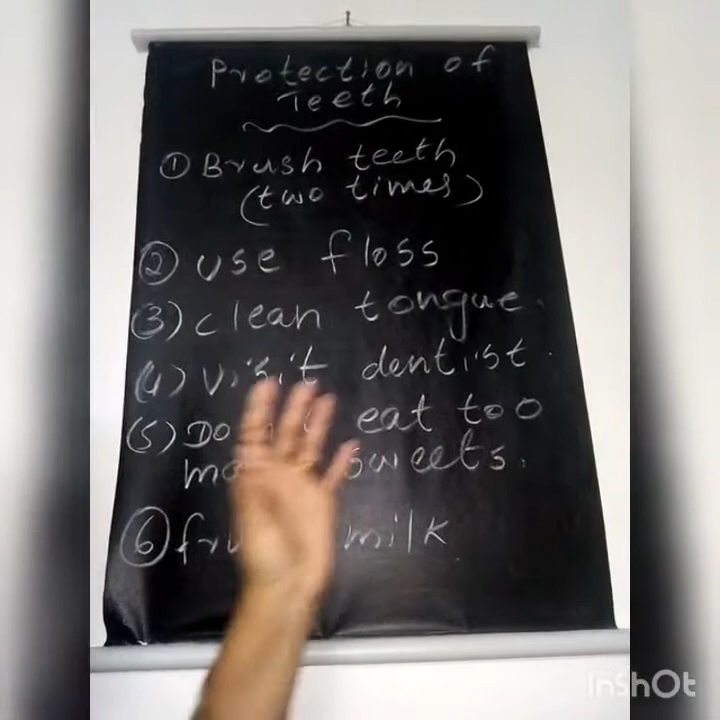 Protection of
Teeth
① Brush teeth
(two times)
② use floss
(3) clean tongue.
(4) Visit dentist.
(5) eat too
sweets.
⑥ milk
InShOt